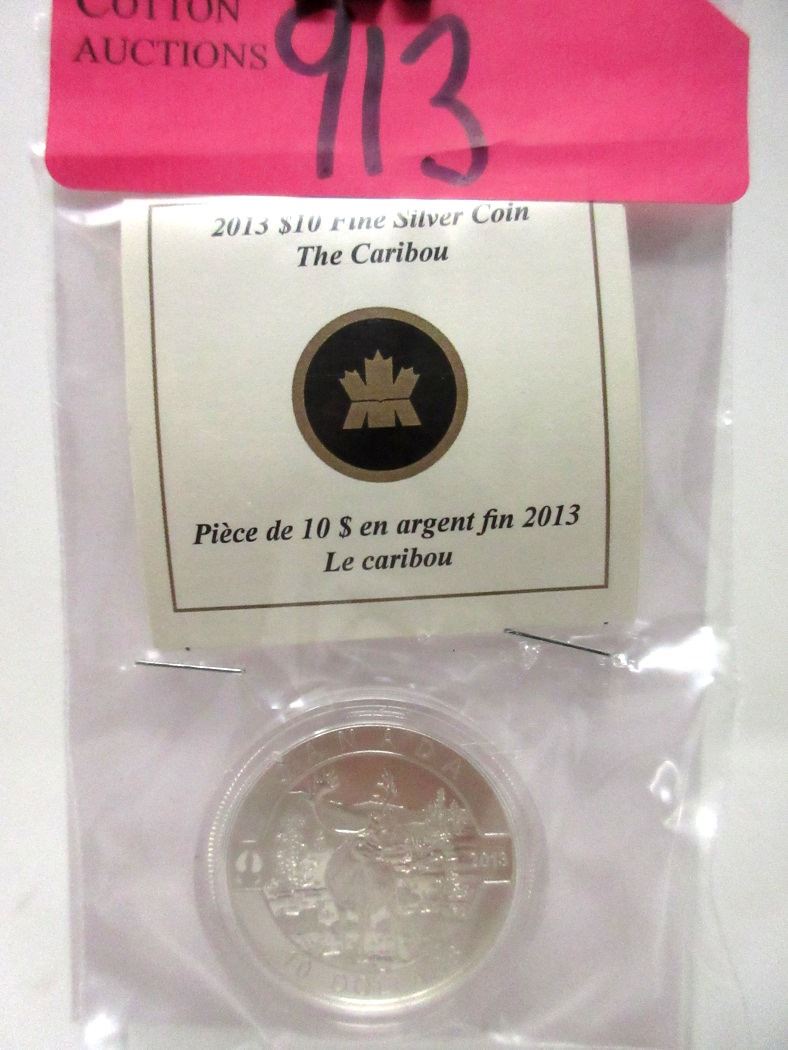 COTTON
AUCTIONS
913
2013 $10 Fine Silver Coin
The Caribou
Pièce de 10 $ en argent fin 2013
Le caribou
CANADA
2013